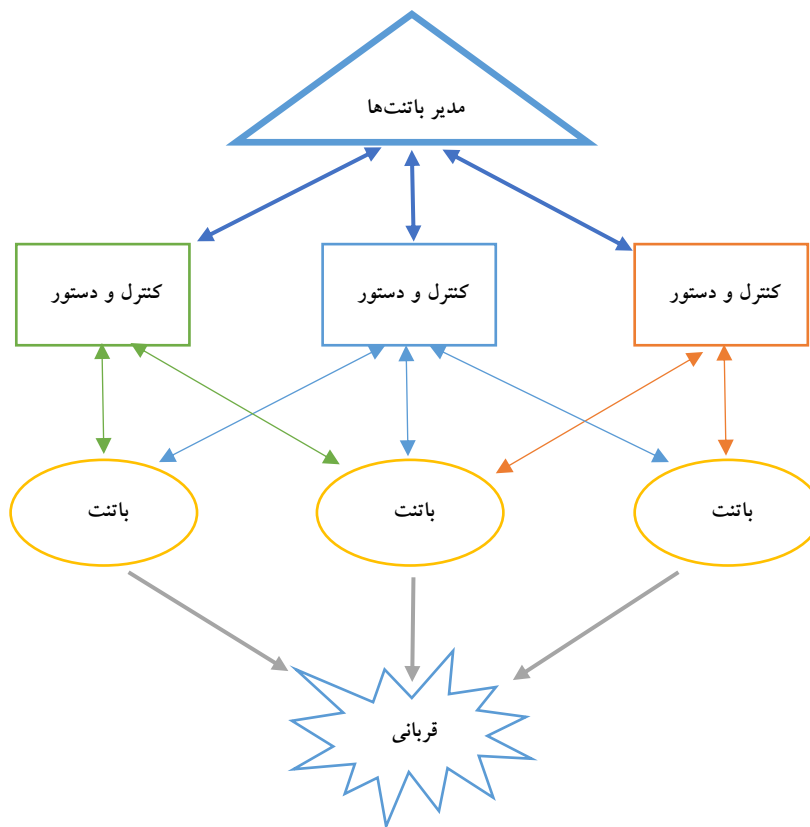 مدیر باتنت‌ها
کنترل و دستور
کنترل و دستور
کنترل و دستور
باتنت
باتنت
باتنت
قربانی